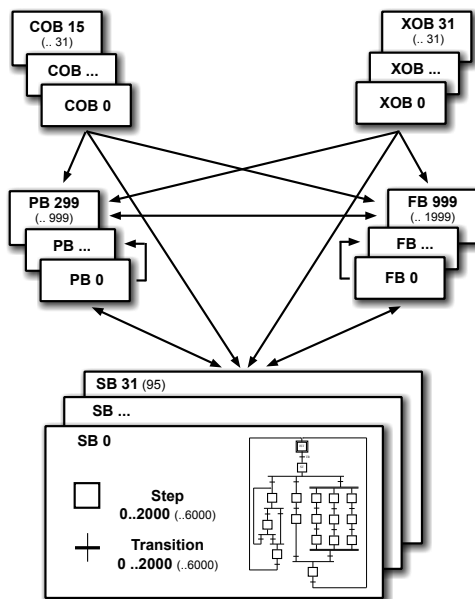 COB 15
(.. 31)
COB ...
COB 0
XOB 31
(.. 31)
XOB ...
XOB 0
PB 299
(.. 999)
PB ...
PB 0
FB 999
(.. 1999)
FB ...
FB 0
SB 31 (95)
SB ...
SB 0
Step
0..2000 (..6000)
Transition
0 ..2000 (..6000)